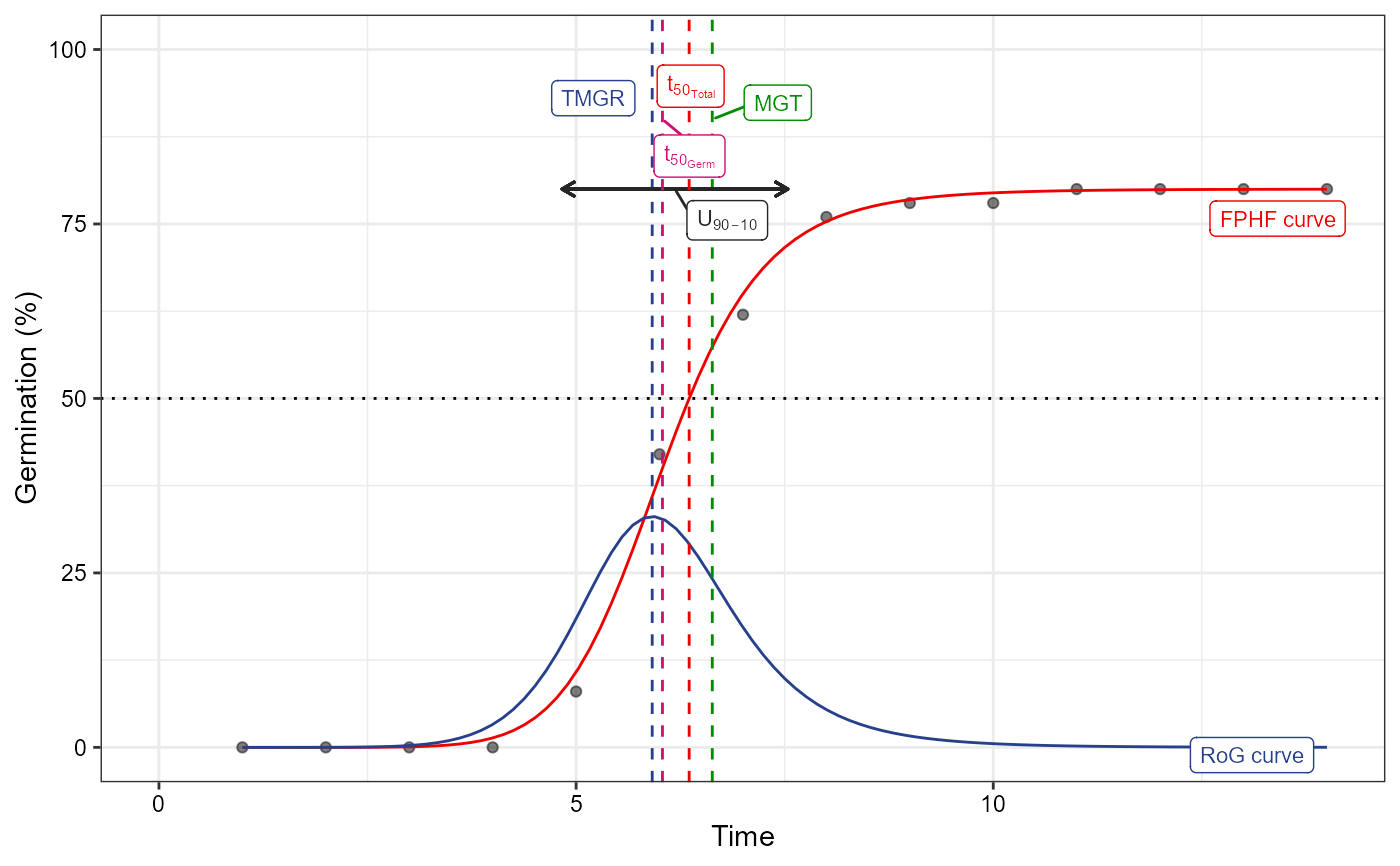 100
75
50
25
0
Germination (%)
TMGR
t50Total
MGT
t50Germ
U90−10
FPHF curve
RoG curve
0
5
10
Time